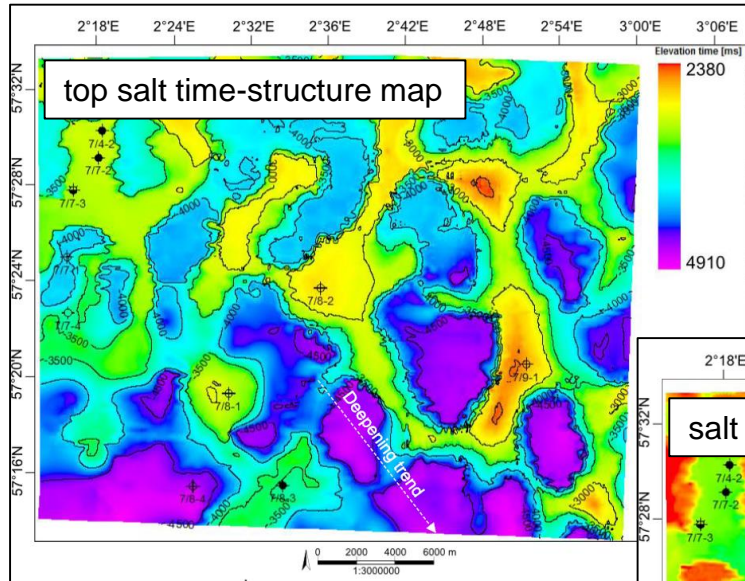 2°18'E 2°24'E 2°30'E 2°36'E 2°42'E 2°48'E 2°54'E 3°00'E 3°06'E
top salt time-structure map
Elevation time [ms]
2380
4910
57°32'N
57°28'N
57°24'N
57°20'N
57°16'N
7/4-2
7/7-2
7/7-3
7/7-4
7/8-2
7/8-1
7/9-1
7/8-4
7/8-3
Deepening trend
0 2000 4000 6000 m
1:3000000
2°18'E
57°32'N
57°28'N
salt
7/4-2
7/7-2
7/7-3